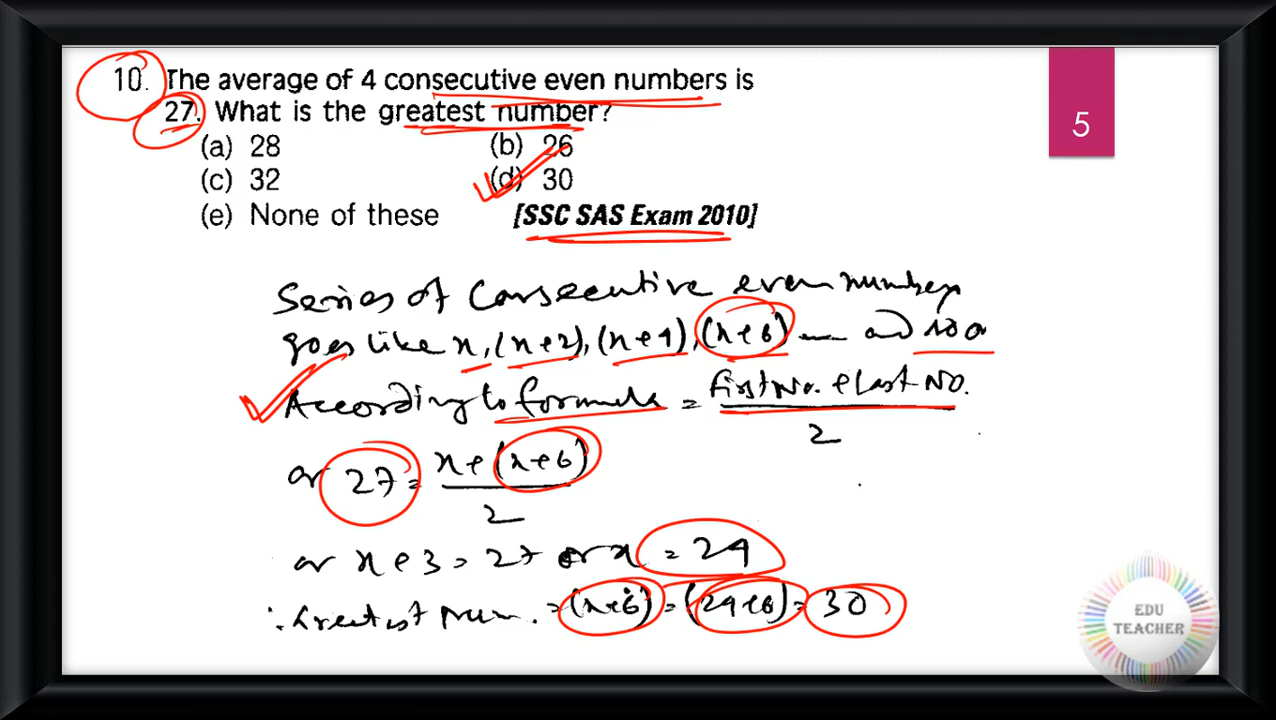 10. The average of 4 consecutive even numbers is
27. What is the greatest number?
(a) 28 (b) 26
(c) 32 (d) 30
(e) None of these [SSC SAS Exam 2010]
5
Series of Consecutive even numbers
goes like x, (x+2), (x+4), (x+6) --- and so on
According to formula = First No. + Last No.
2
or 27 = x + (x+6)
2
or x + 3 = 27 or x = 24
∴ Greatest Num. = (x+6) = (24+6) = 30
EDU
TEACHER